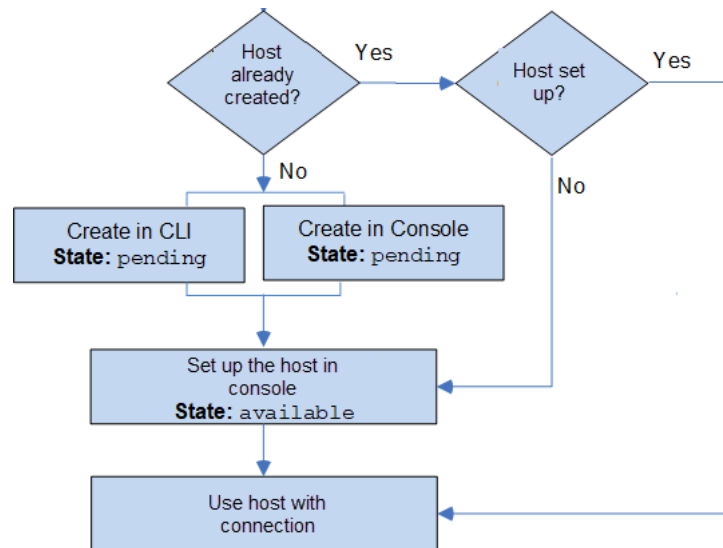 Host
already
created?
Yes
Host set
up?
Yes
No
No
Create in CLI
State: pending
Create in Console
State: pending
Set up the host in
console
State: available
Use host with
connection